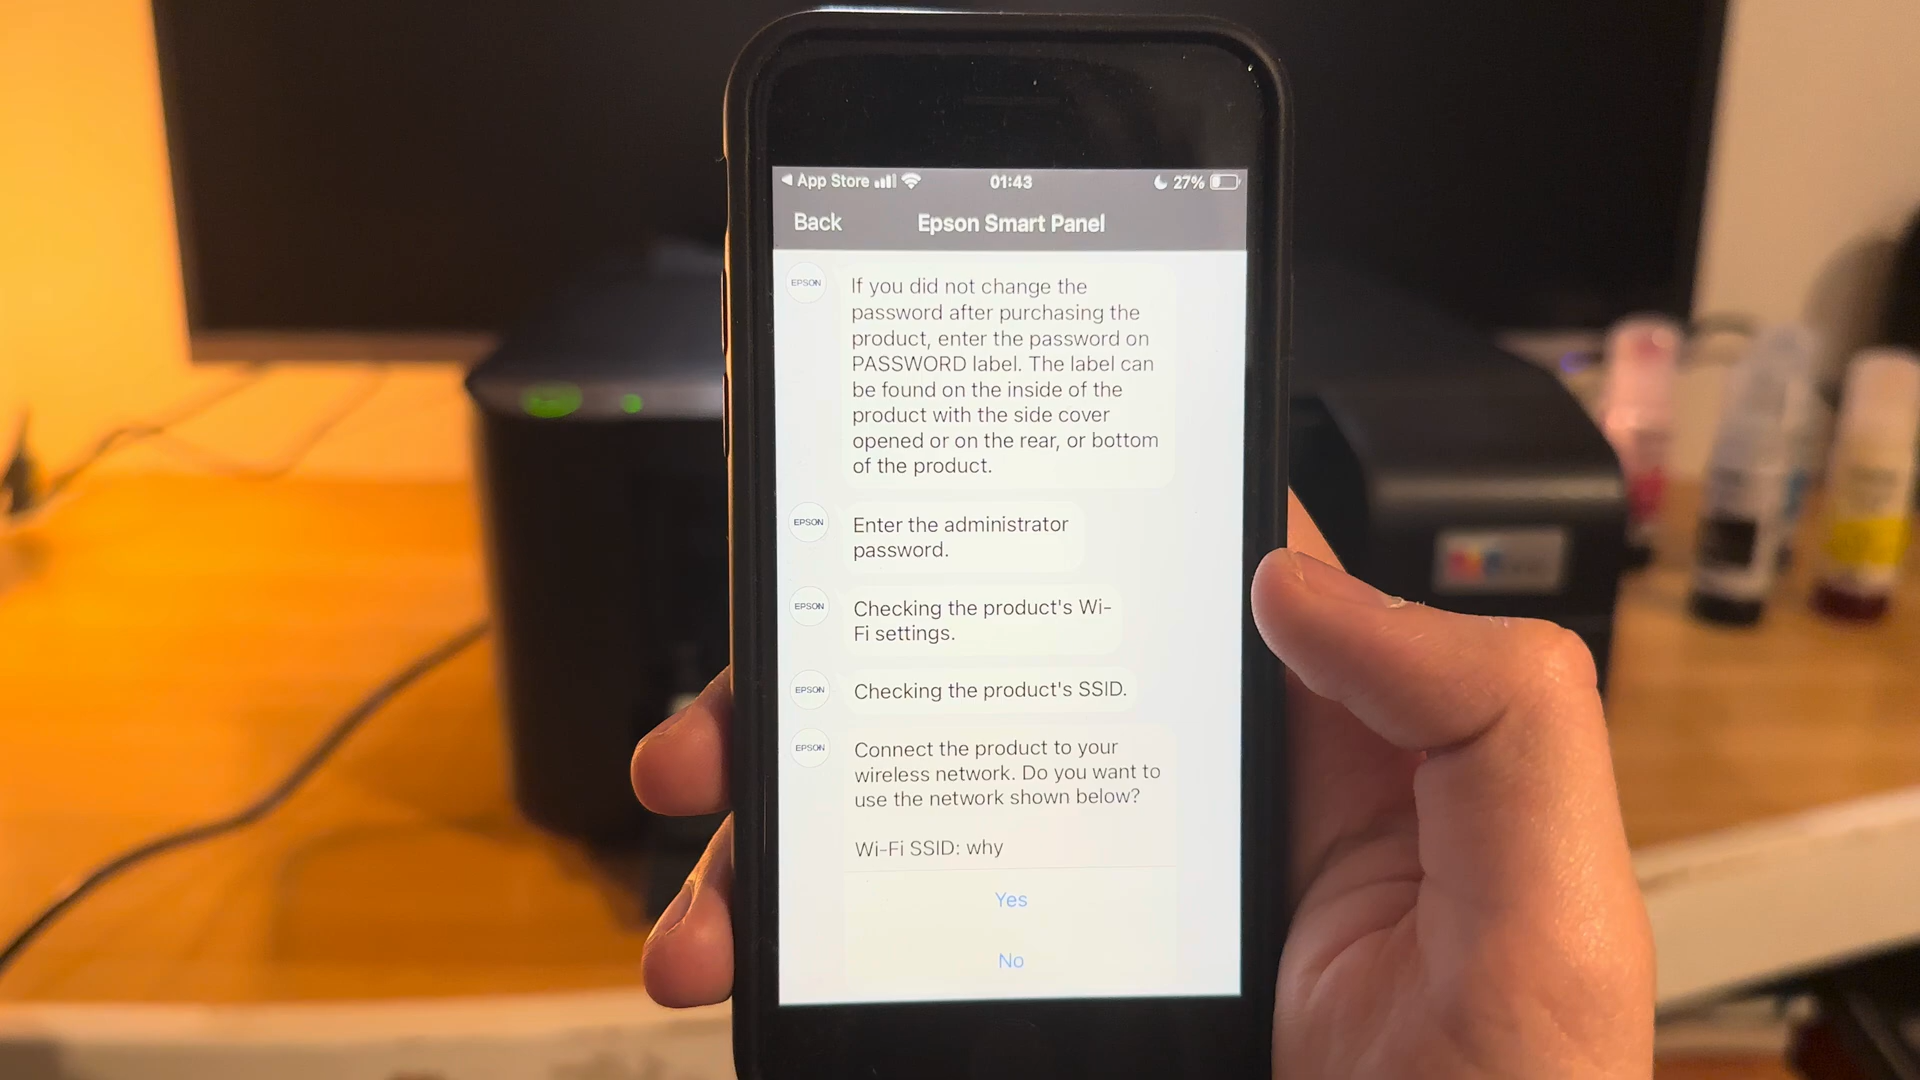 App Store
01:43
27%
Back
Epson Smart Panel
EPSON
If you did not change the
password after purchasing the
product, enter the password on
PASSWORD label. The label can
be found on the inside of the
product with the side cover
opened or on the rear, or bottom
of the product.
EPSON
Enter the administrator
password.
EPSON
Checking the product's Wi-
Fi settings.
EPSON
Checking the product's SSID.
EPSON
Connect the product to your
wireless network. Do you want to
use the network shown below?
Wi-Fi SSID: why
Yes
No